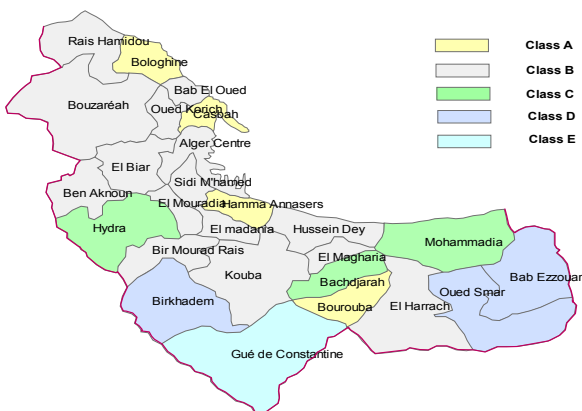 Rais Hamidou
Bologhine
Bab El Oued
Bouzaréah
Oued Korich
Casbah
Alger Centre
El Biar
Sidi M'hamed
Ben Aknoun
El Mouradia
Hamma Annasers
Hydra
El madania
Hussein Dey
Mohammadia
Bir Mourad Rais
El Magharia
Kouba
Bachdjarah
Bab Ezzouar
Oued Smar
Birkhadem
Bourouba
El Harrach
Gué de Constantine
Class A
Class B
Class C
Class D
Class E